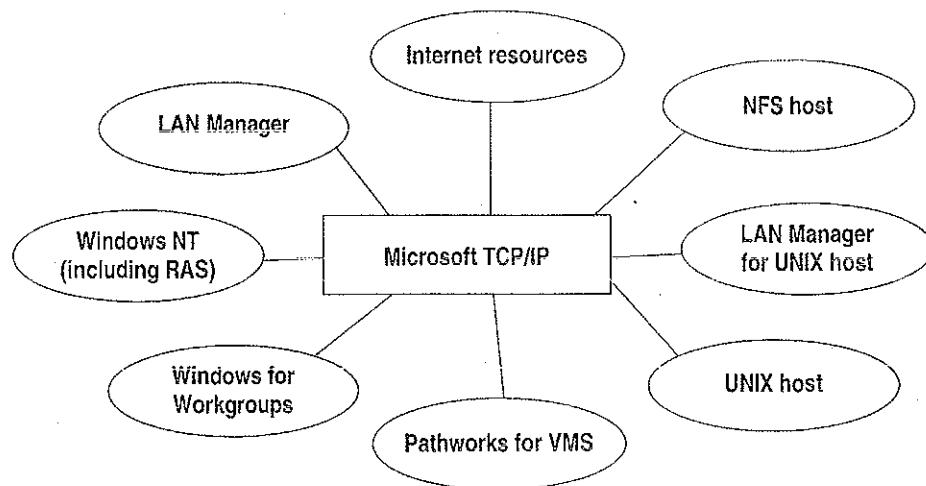 Internet resources
LAN Manager
NFS host
Windows NT
(including RAS)
Microsoft TCP/IP
LAN Manager
for UNIX host
Windows for
Workgroups
UNIX host
Pathworks for VMS